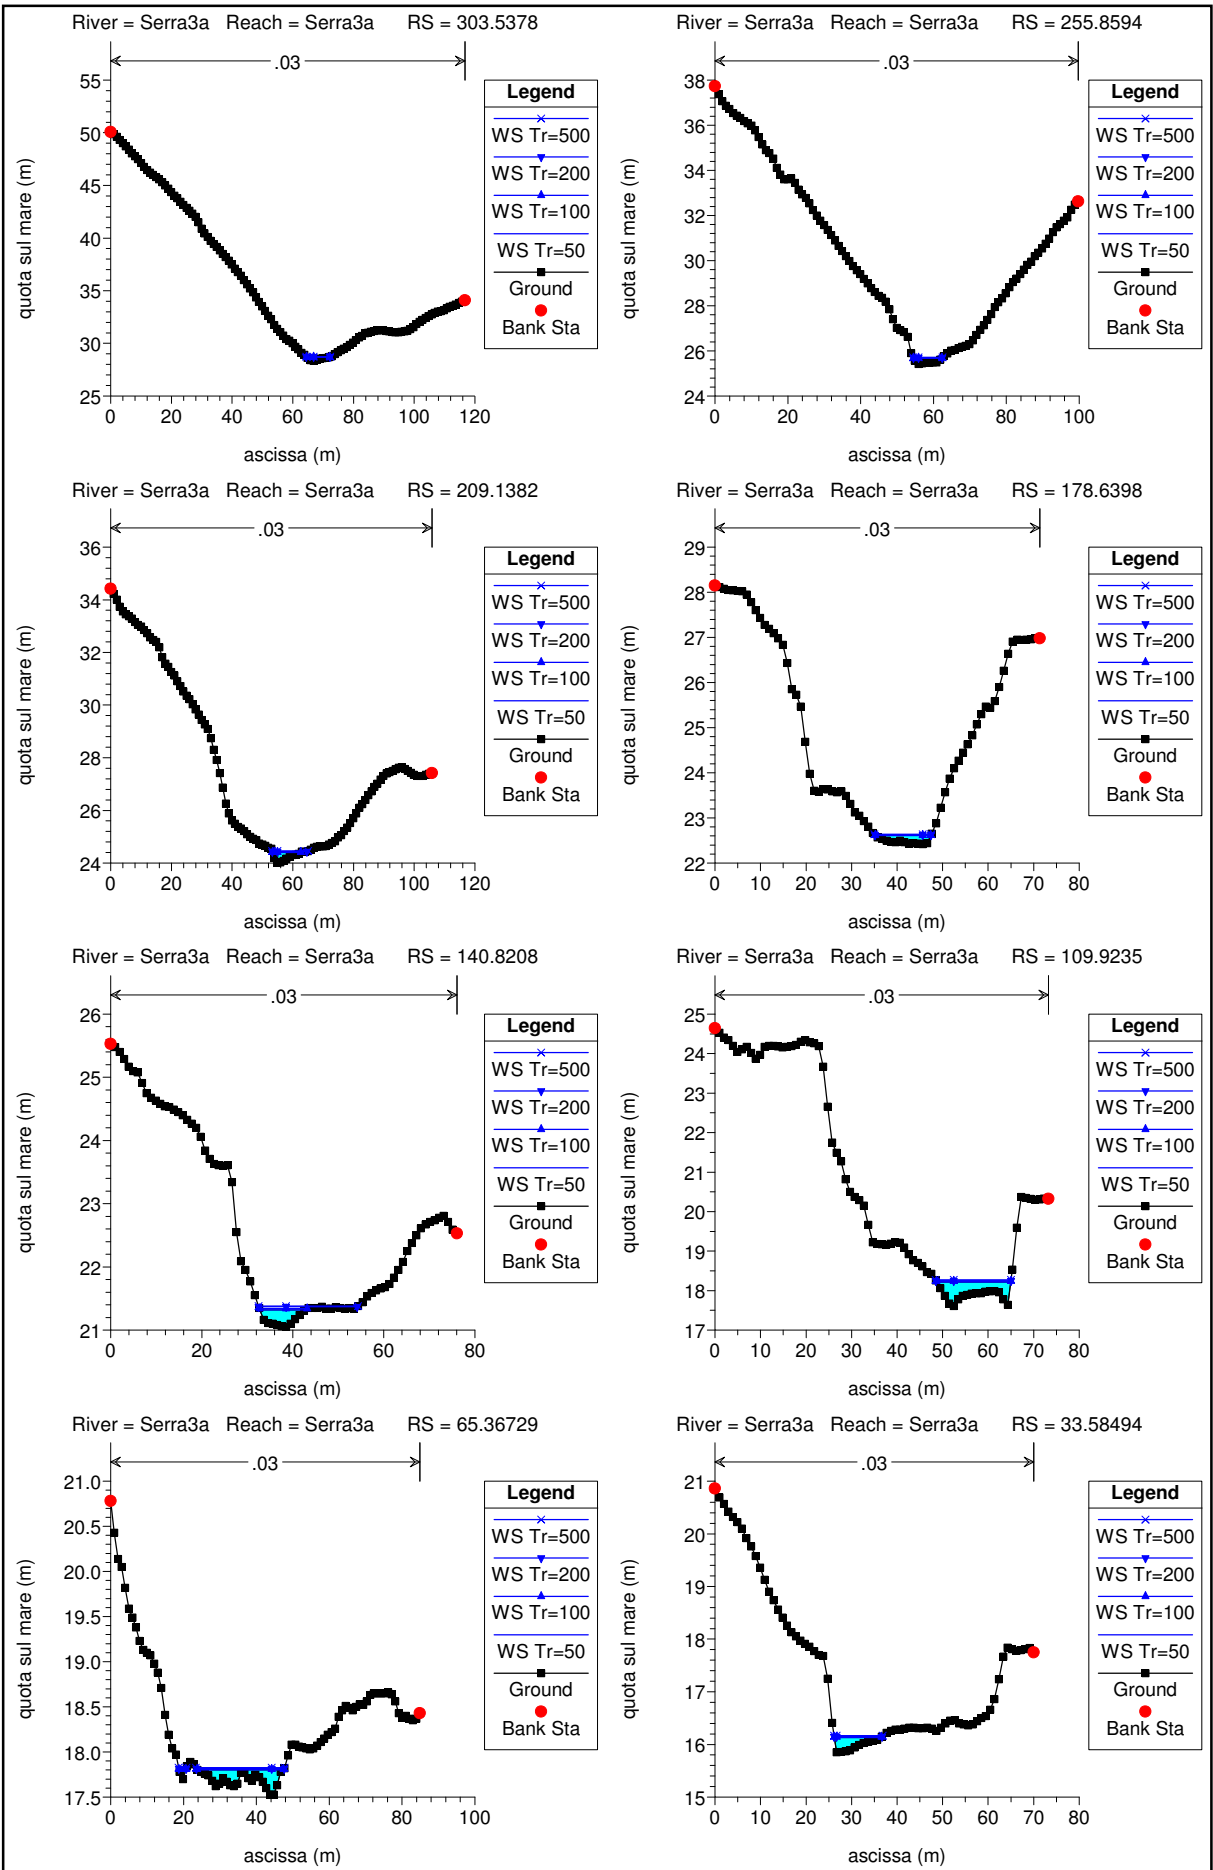 River = Serra3a Reach = Serra3a RS = 303.5378
.03
55
50
45
40
35
30
25
0 20 40 60 80 100 120
quota sul mare (m)
ascissa (m)
Legend
WS Tr=500
WS Tr=200
WS Tr=100
WS Tr=50
Ground
Bank Sta
River = Serra3a Reach = Serra3a RS = 255.8594
.03
38
36
34
32
30
28
26
24
0 20 40 60 80 100
quota sul mare (m)
ascissa (m)
Legend
WS Tr=500
WS Tr=200
WS Tr=100
WS Tr=50
Ground
Bank Sta
River = Serra3a Reach = Serra3a RS = 209.1382
.03
36
34
32
30
28
26
24
0 20 40 60 80 100 120
quota sul mare (m)
ascissa (m)
Legend
WS Tr=500
WS Tr=200
WS Tr=100
WS Tr=50
Ground
Bank Sta
River = Serra3a Reach = Serra3a RS = 178.6398
.03
29
28
27
26
25
24
23
22
0 10 20 30 40 50 60 70 80
quota sul mare (m)
ascissa (m)
Legend
WS Tr=500
WS Tr=200
WS Tr=100
WS Tr=50
Ground
Bank Sta
River = Serra3a Reach = Serra3a RS = 140.8208
.03
26
25
24
23
22
21
0 20 40 60 80
quota sul mare (m)
ascissa (m)
Legend
WS Tr=500
WS Tr=200
WS Tr=100
WS Tr=50
Ground
Bank Sta
River = Serra3a Reach = Serra3a RS = 109.9235
.03
25
24
23
22
21
20
19
18
17
0 10 20 30 40 50 60 70 80
quota sul mare (m)
ascissa (m)
Legend
WS Tr=500
WS Tr=200
WS Tr=100
WS Tr=50
Ground
Bank Sta
River = Serra3a Reach = Serra3a RS = 65.36729
.03
21.0
20.5
20.0
19.5
19.0
18.5
18.0
17.5
0 20 40 60 80 100
quota sul mare (m)
ascissa (m)
Legend
WS Tr=500
WS Tr=200
WS Tr=100
WS Tr=50
Ground
Bank Sta
River = Serra3a Reach = Serra3a RS = 33.58494
.03
21
20
19
18
17
16
15
0 10 20 30 40 50 60 70 80
quota sul mare (m)
ascissa (m)
Legend
WS Tr=500
WS Tr=200
WS Tr=100
WS Tr=50
Ground
Bank Sta